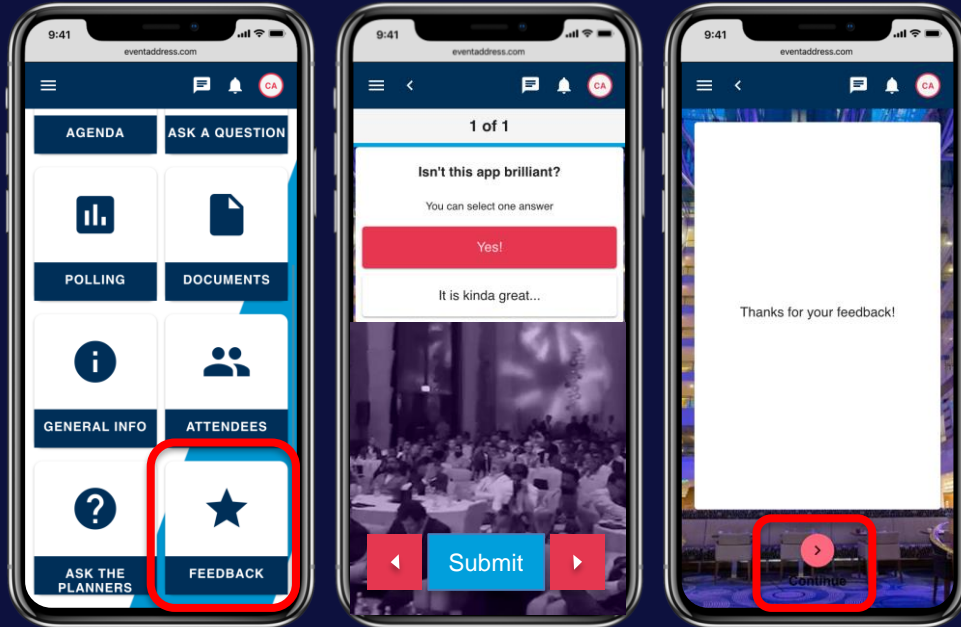 9:41
eventaddress.com
CA
AGENDA
ASK A QUESTION
POLLING
DOCUMENTS
GENERAL INFO
ATTENDEES
ASK THE
PLANNERS
FEEDBACK
9:41
eventaddress.com
CA
1 of 1
Isn't this app brilliant?
You can select one answer
Yes!
It is kinda great...
Submit
9:41
eventaddress.com
CA
Thanks for your feedback!
Continue